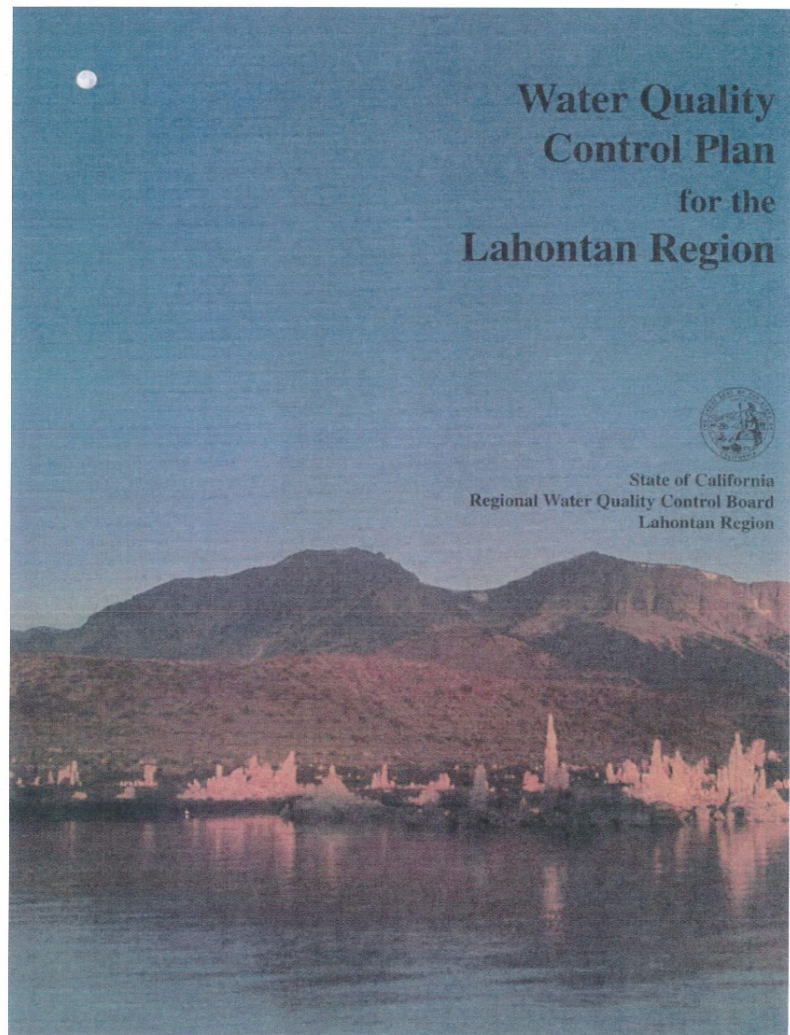 Water Quality
Control Plan
for the
Lahontan Region
State of California
Regional Water Quality Control Board
Lahontan Region